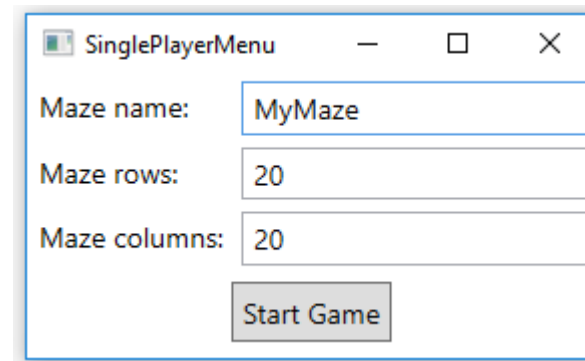 SinglePlayerMenu
Maze name: MyMaze
Maze rows: 20
Maze columns: 20
Start Game